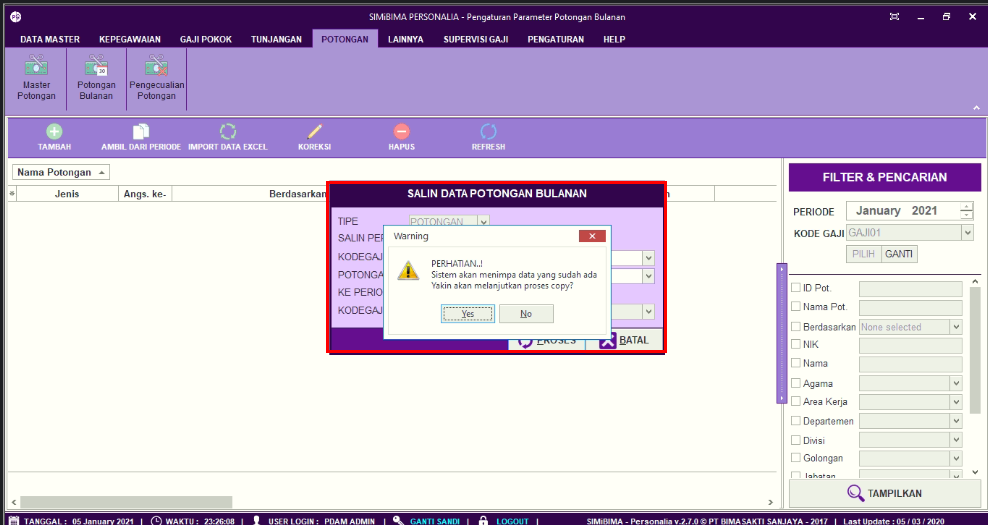 SIMiBIMA PERSONALIA - Pengaturan Parameter Potongan Bulanan
DATA MASTER KEPEGAWAIAN GAJI POKOK TUNJANGAN POTONGAN LAINNYA SUPERVISI GAJI PENGATURAN HELP
Master Potongan
Potongan Bulanan
Pengecualian Potongan
TAMBAH AMBIL DARI PERIODE IMPORT DATA EXCEL KOREKSI HAPUS REFRESH
Nama Potongan
Jenis Angs. ke- Berdasarkan
SALIN DATA POTONGAN BULANAN
TIPE POTONGAN
SALIN PER
KODEGAJ
POTONGA
KE PERIO
KODEGAJ
PROSES BATAL
Warning
PERHATIAN..!
Sistem akan menimpa data yang sudah ada
Yakin akan melanjutkan proses copy?
Yes No
FILTER & PENCARIAN
PERIODE January 2021
KODE GAJI GAJI01
PILIH GANTI
ID Pot.
Nama Pot.
Berdasarkan None selected
NIK
Nama
Agama
Area Kerja
Departemen
Divisi
Golongan
Jabatan
TAMPILKAN
TANGGAL : 05 January 2021 | WAKTU : 23:26:08 | USER LOGIN : PDAM ADMIN | GANTI SANDI | LOGOUT | SIMiBIMA - Personalia v.2.7.0 © PT BIMASAKTI SANJAYA - 2017 | Last Update : 05 / 03 / 2020